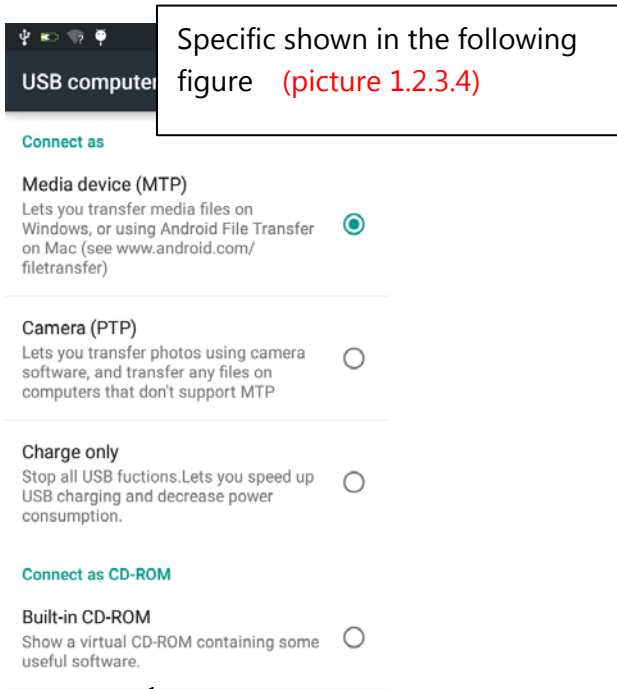 Specific shown in the following
figure (picture 1.2.3.4)
USB computer
Connect as
Media device (MTP)
Lets you transfer media files on
Windows, or using Android File Transfer
on Mac (see www.android.com/
filetransfer)
Camera (PTP)
Lets you transfer photos using camera
software, and transfer any files on
computers that don't support MTP
Charge only
Stop all USB fuctions.Lets you speed up
USB charging and decrease power
consumption.
Connect as CD-ROM
Built-in CD-ROM
Show a virtual CD-ROM containing some
useful software.